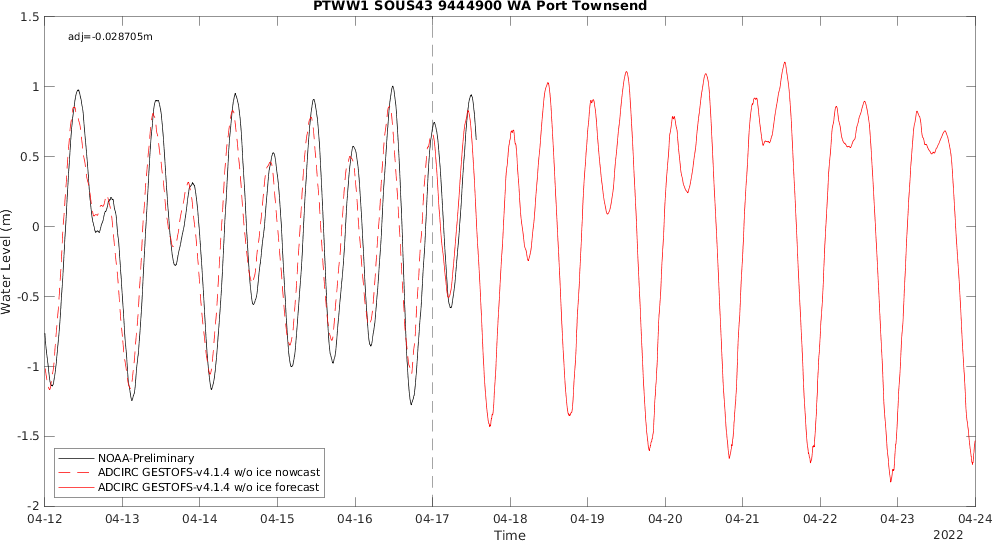 PTWW1 SOUS43 9444900 WA Port Townsend
adj=-0.028705m
1.5
1
0.5
0
-0.5
-1
-1.5
-2
Water Level (m)
NOAA-Preliminary
ADCIRC GESTOFS-v4.1.4 w/o ice nowcast
ADCIRC GESTOFS-v4.1.4 w/o ice forecast
04-12 04-13 04-14 04-15 04-16 04-17 04-18 04-19 04-20 04-21 04-22 04-23 04-24
Time
2022